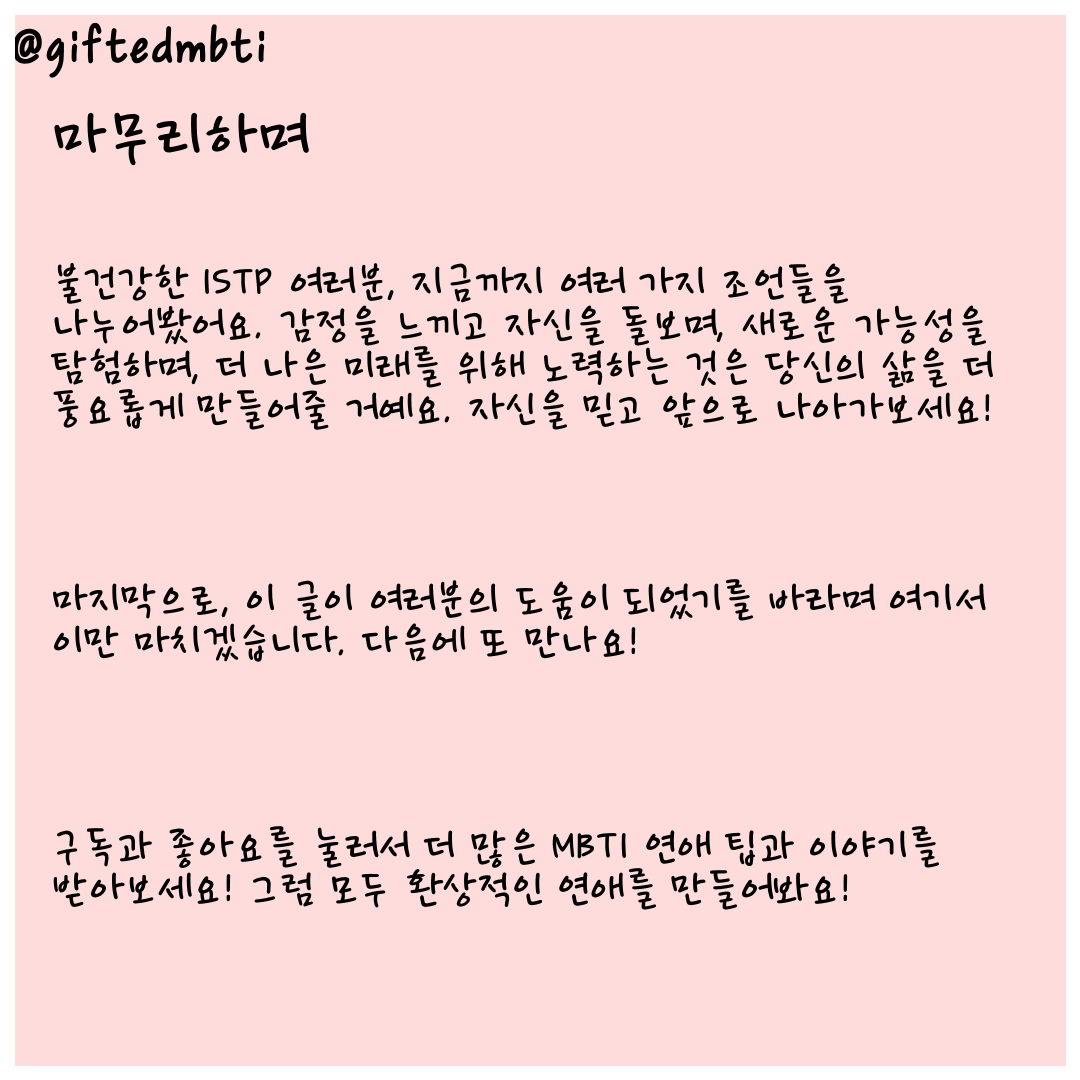 @giftedmbti
마무리하며
불건강한 ISTP 여러분, 지금까지 여러 가지 조언들을
나누어봤어요. 감정을 느끼고 자신을 돌보며, 새로운 가능성을
탐험하며, 더 나은 미래를 위해 노력하는 것은 당신의 삶을 더
풍요롭게 만들어줄 거예요. 자신을 믿고 앞으로 나아가보세요!
마지막으로, 이 글이 여러분의 도움이 되었기를 바라며 여기서
이만 마치겠습니다. 다음에 또 만나요!
구독과 좋아요를 눌러서 더 많은 MBTI 연애 팁과 이야기를
받아보세요! 그럼 모두 환상적인 연애를 만들어봐요!